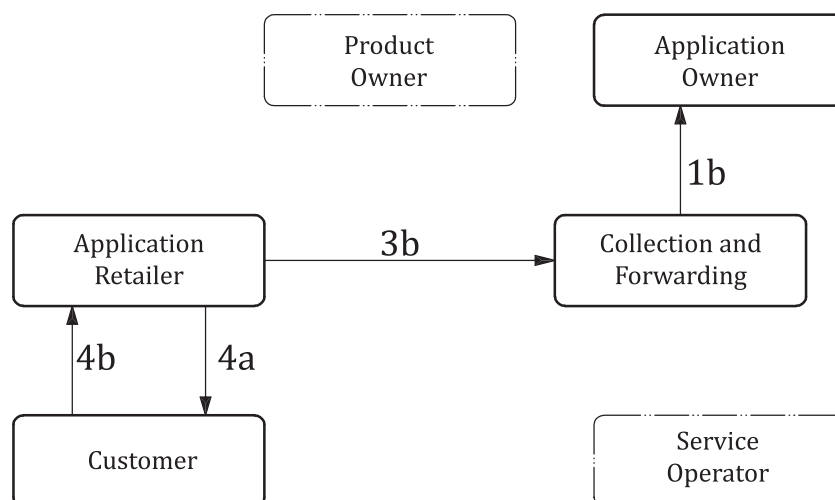 Product
Owner
Application
Owner
1b
Application
Retailer
3b
Collection and
Forwarding
4b
4a
Customer
Service
Operator